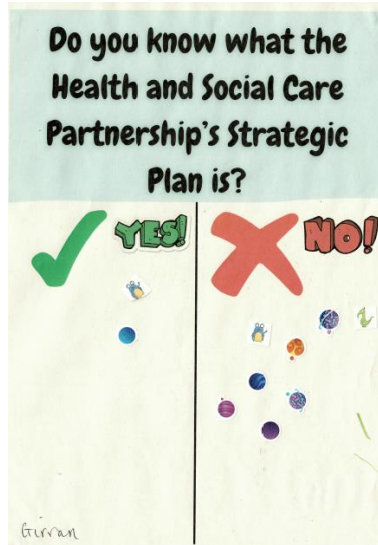 Do you know what the
Health and Social Care
Partnership's Strategic
Plan is?
YES!
NO!
Girvan